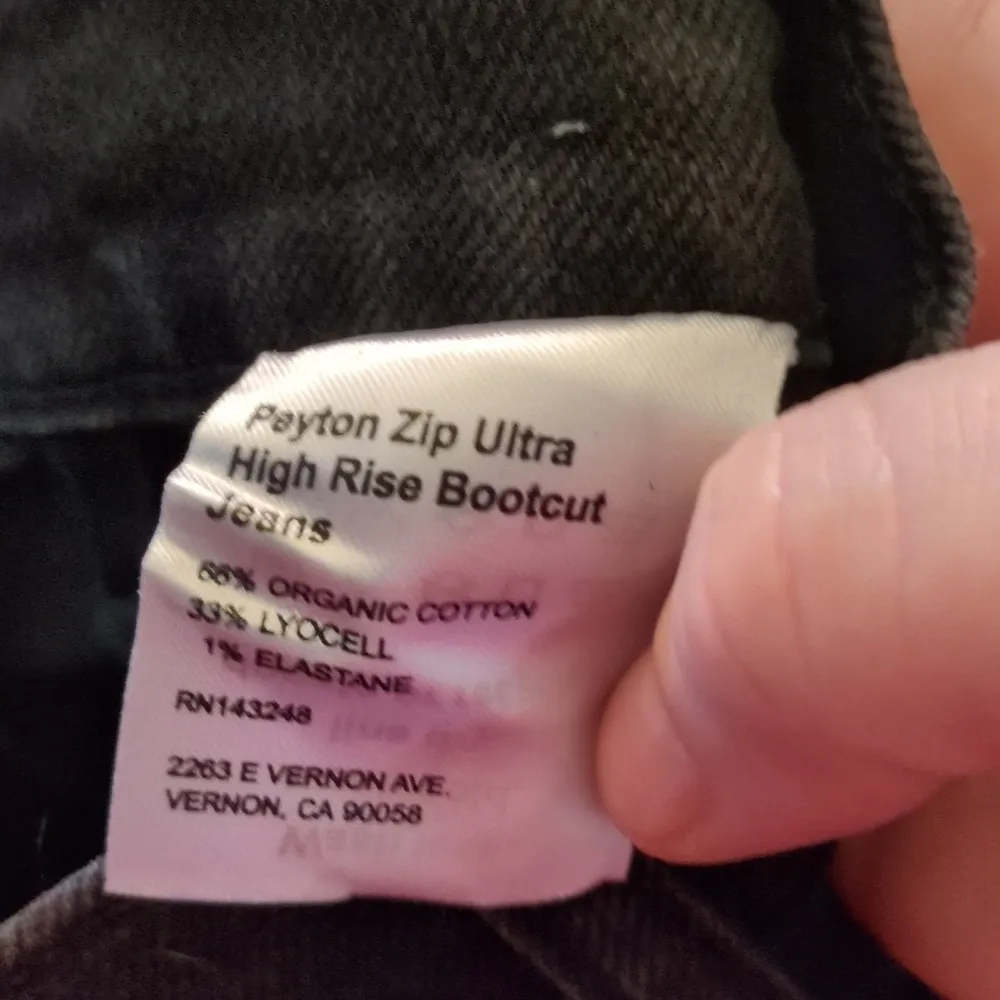 Peyton Zip Ultra
High Rise Bootcut
Jeans
66% ORGANIC COTTON
33% LYOCELL
1% ELASTANE
RN143248
2263 E VERNON AVE.
VERNON, CA 90058